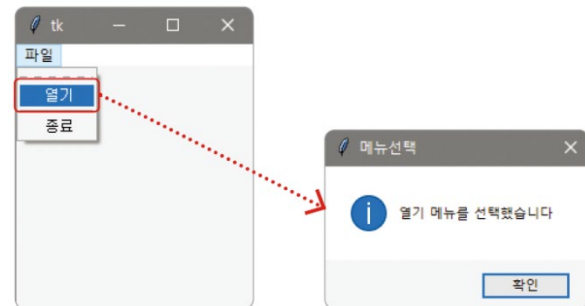 tk
파일
열기
종료
메뉴선택
열기 메뉴를 선택했습니다
확인